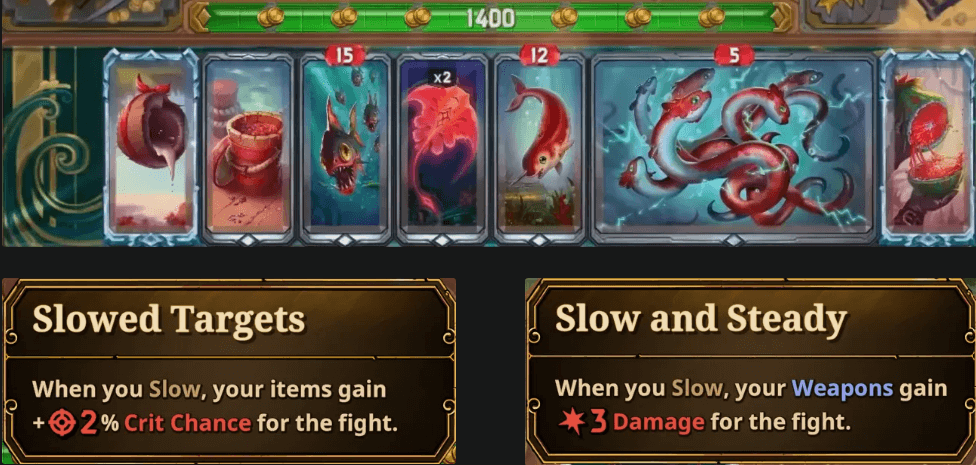 1400
15
x2
12
5
Slowed Targets
When you Slow, your items gain
+ 2% Crit Chance for the fight.
Slow and Steady
When you Slow, your Weapons gain
3 Damage for the fight.